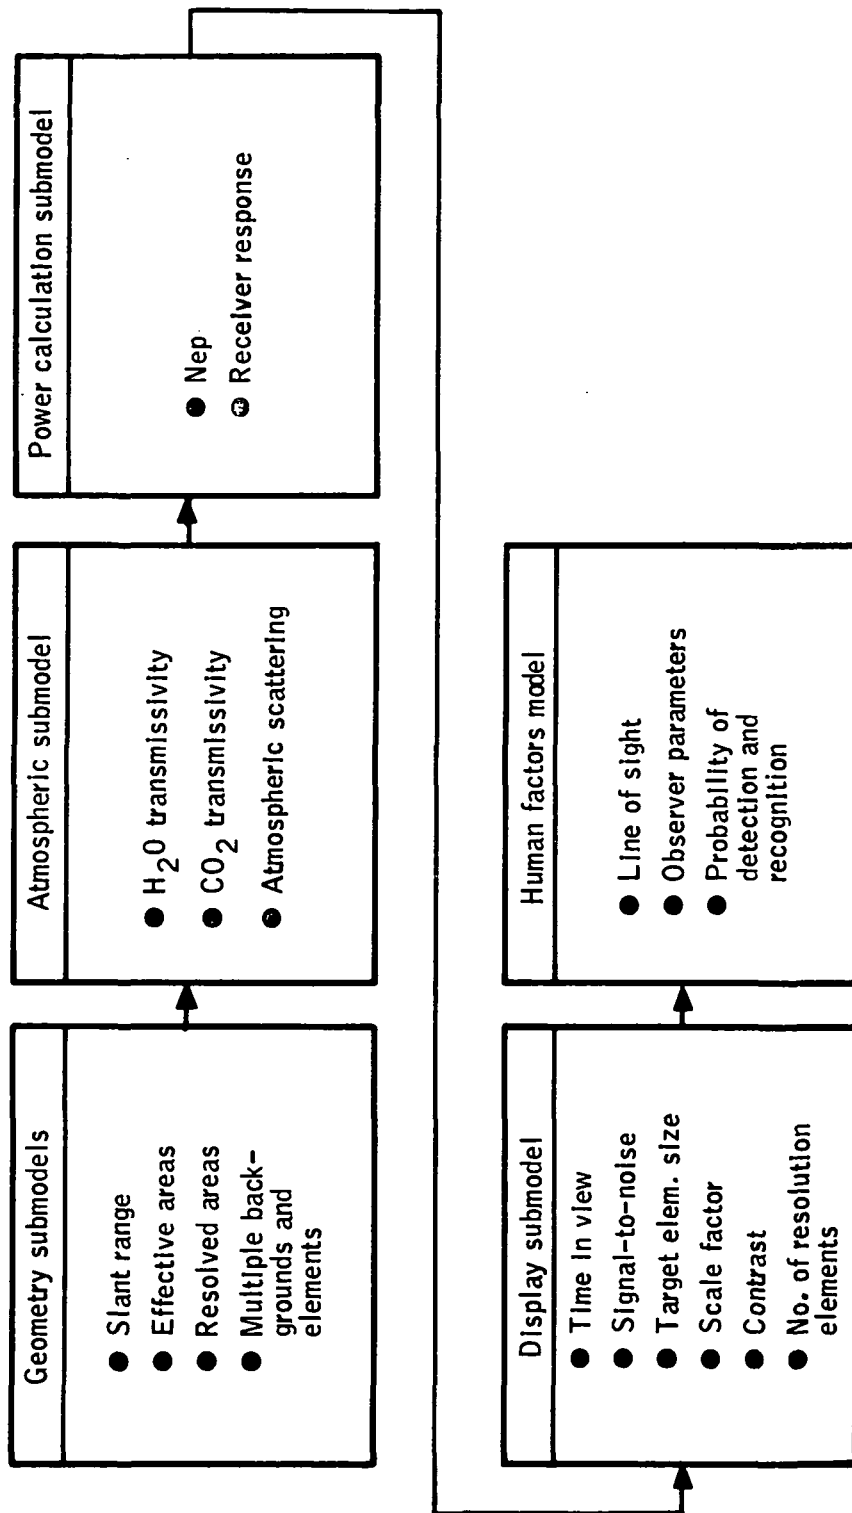 Geometry submodels
● Slant range
● Effective areas
● Resolved areas
● Multiple back-
grounds and
elements
Atmospheric submodel
● H2O transmissivity
● CO2 transmissivity
● Atmospheric scattering
Power calculation submodel
● Nep
● Receiver response
Display submodel
● Time in view
● Signal-to-noise
● Target elem. size
● Scale factor
● Contrast
● No. of resolution
elements
Human factors model
● Line of sight
● Observer parameters
● Probability of
detection and
recognition